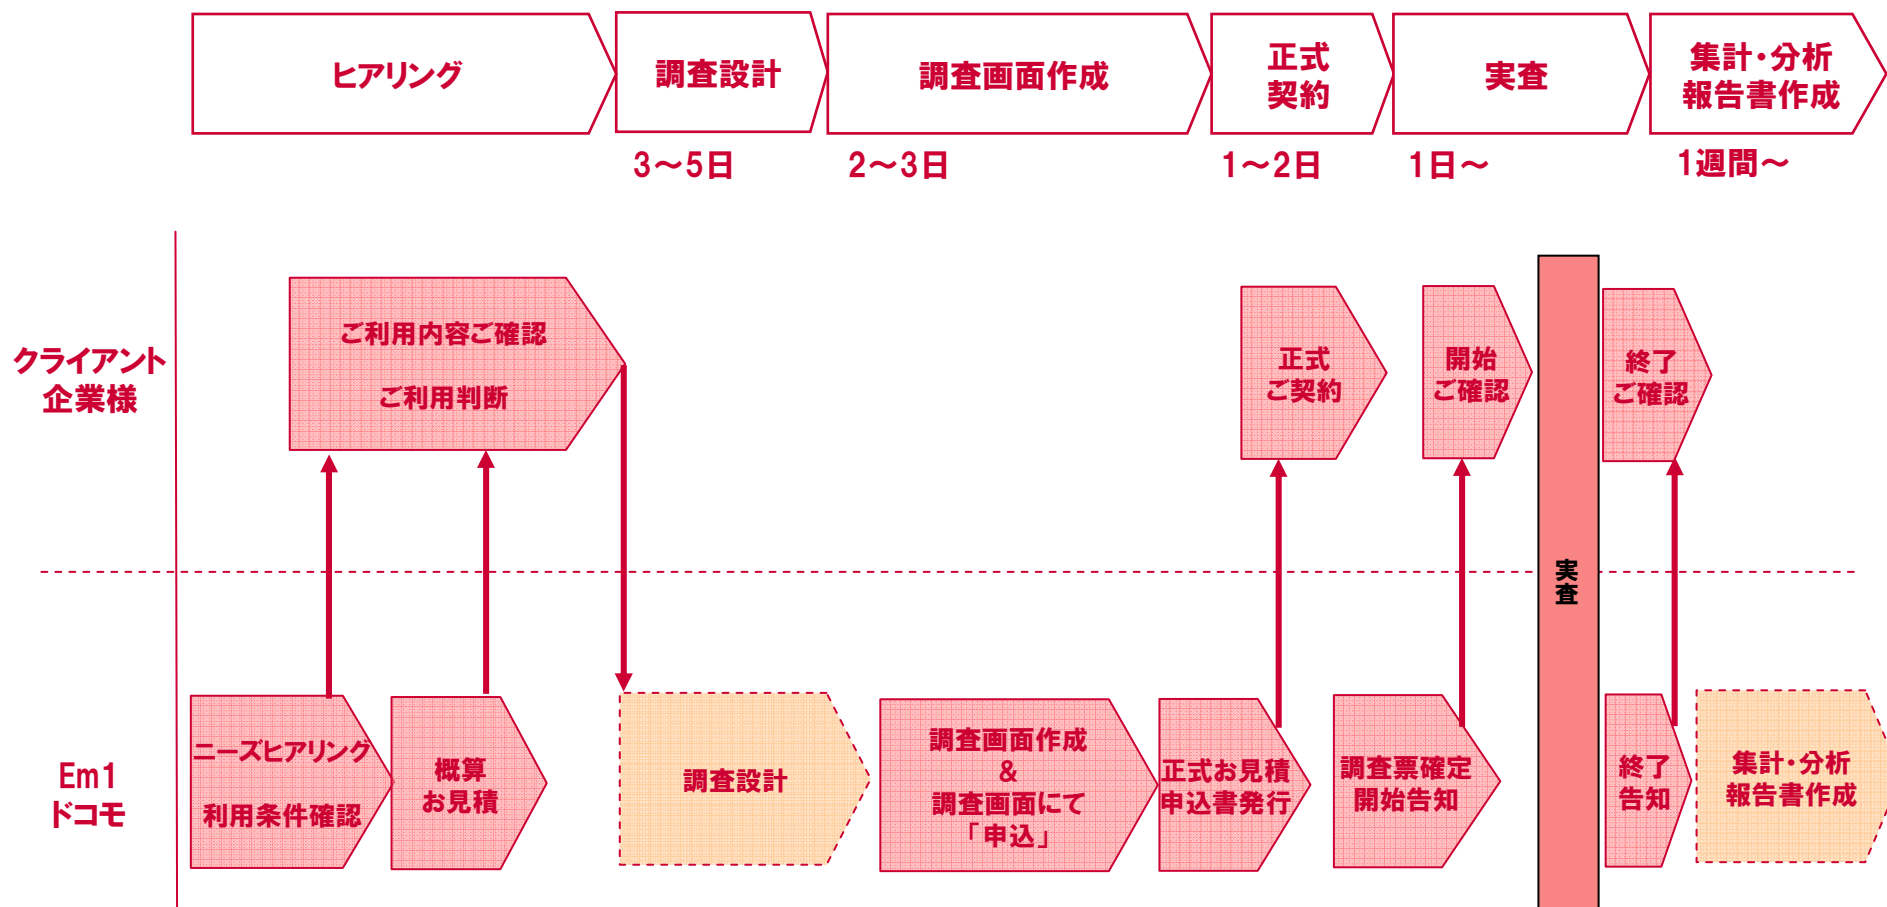 ヒアリング
調査設計
調査画面作成
正式
契約
実査
集計・分析
報告書作成
3～5日
2～3日
1～2日
1日～
1週間～
クライアント
企業様
ご利用内容ご確認
ご利用判断
正式
ご契約
開始
ご確認
終了
ご確認
実査
Em1
ドコモ
ニーズヒアリング
利用条件確認
概算
お見積
調査設計
調査画面作成
&
調査画面にて
「申込」
正式お見積
申込書発行
調査票確定
開始告知
終了
告知
集計・分析
報告書作成